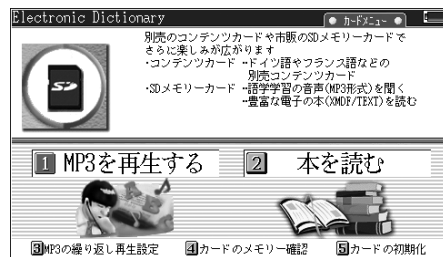 Electronic Dictionary
● カードメニュー ●
別売のコンテンツカードや市販のSDメモリーカードで
さらに楽しみが広がります
・コンテンツカード →ドイツ語やフランス語などの
別売コンテンツカード
・SDメモリーカード →語学学習の音声(MP3形式)を聞く
→豊富な電子の本(XMDF/TEXT)を読む
SD
1 MP3を再生する 2 本を読む
3 MP3の繰り返し再生設定 4 カードのメモリー確認 5 カードの初期化